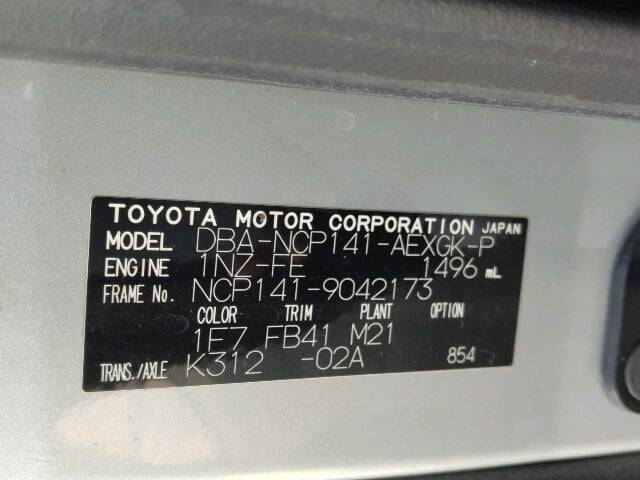 TOYOTA MOTOR CORPORATION JAPAN
MODEL DBA-NCP141-AEXGK-P
ENGINE 1NZ-FE 1496 mL
FRAME No. NCP141-9042173
COLOR TRIM PLANT OPTION
1E7 FB41 M21
TRANS./AXLE K312 -02A 854